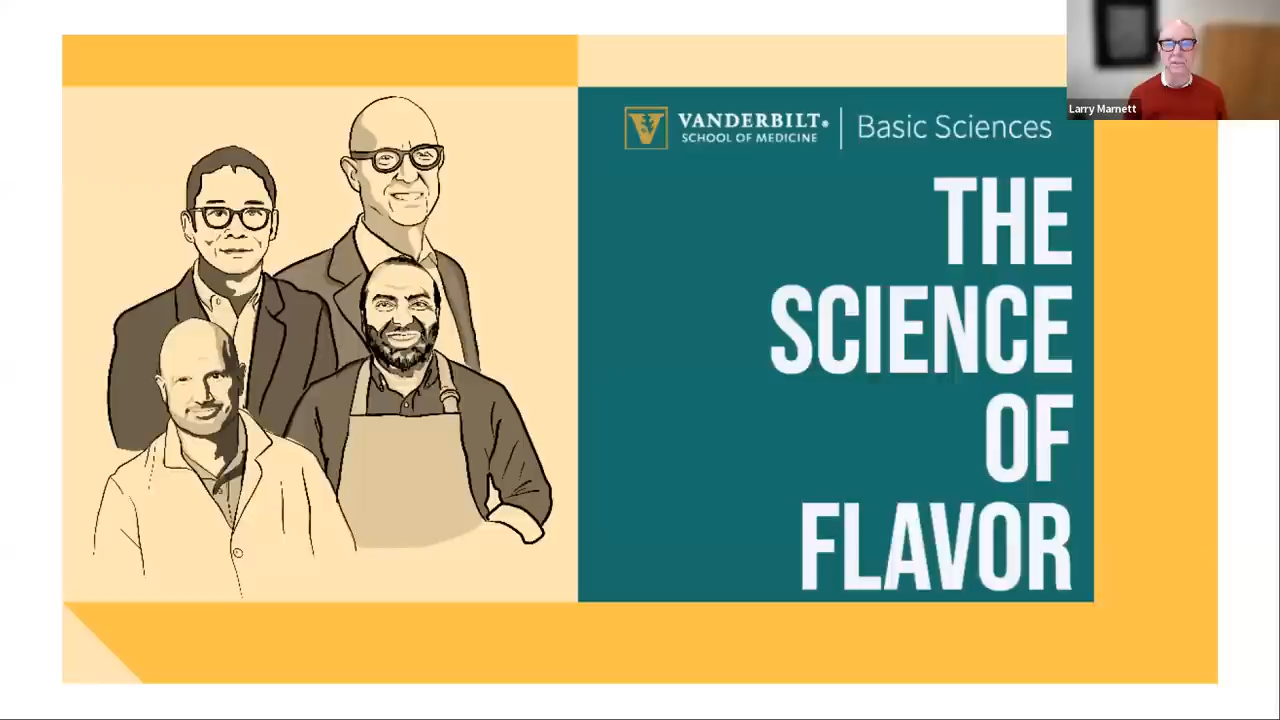 VANDERBILT
SCHOOL OF MEDICINE
Basic Sciences
THE
SCIENCE
OF
FLAVOR
Larry Marnett